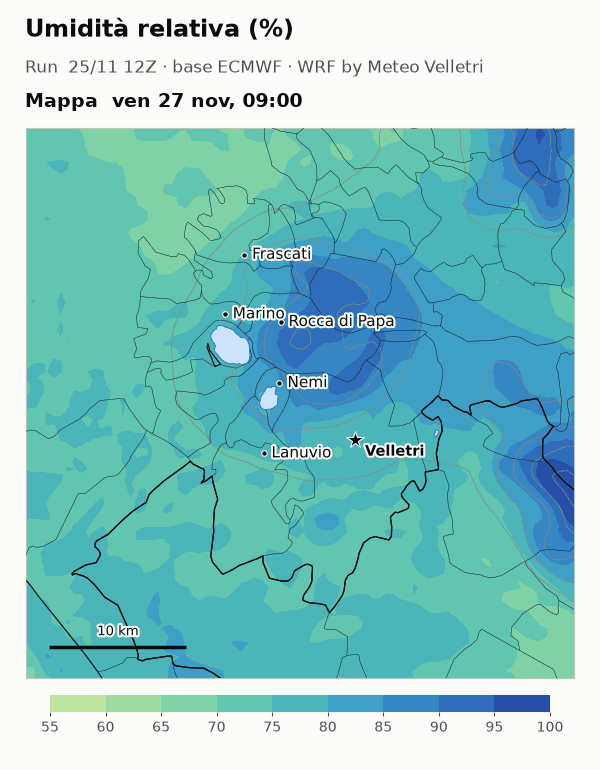 Umidità relativa (%)
Run  25/11 12Z · base ECMWF · WRF by Meteo Velletri
Mappa  ven 27 nov, 09:00
Frascati
Marino
Rocca di Papa
Nemi
Velletri
Lanuvio
10 km
55 60 65 70 75 80 85 90 95 100